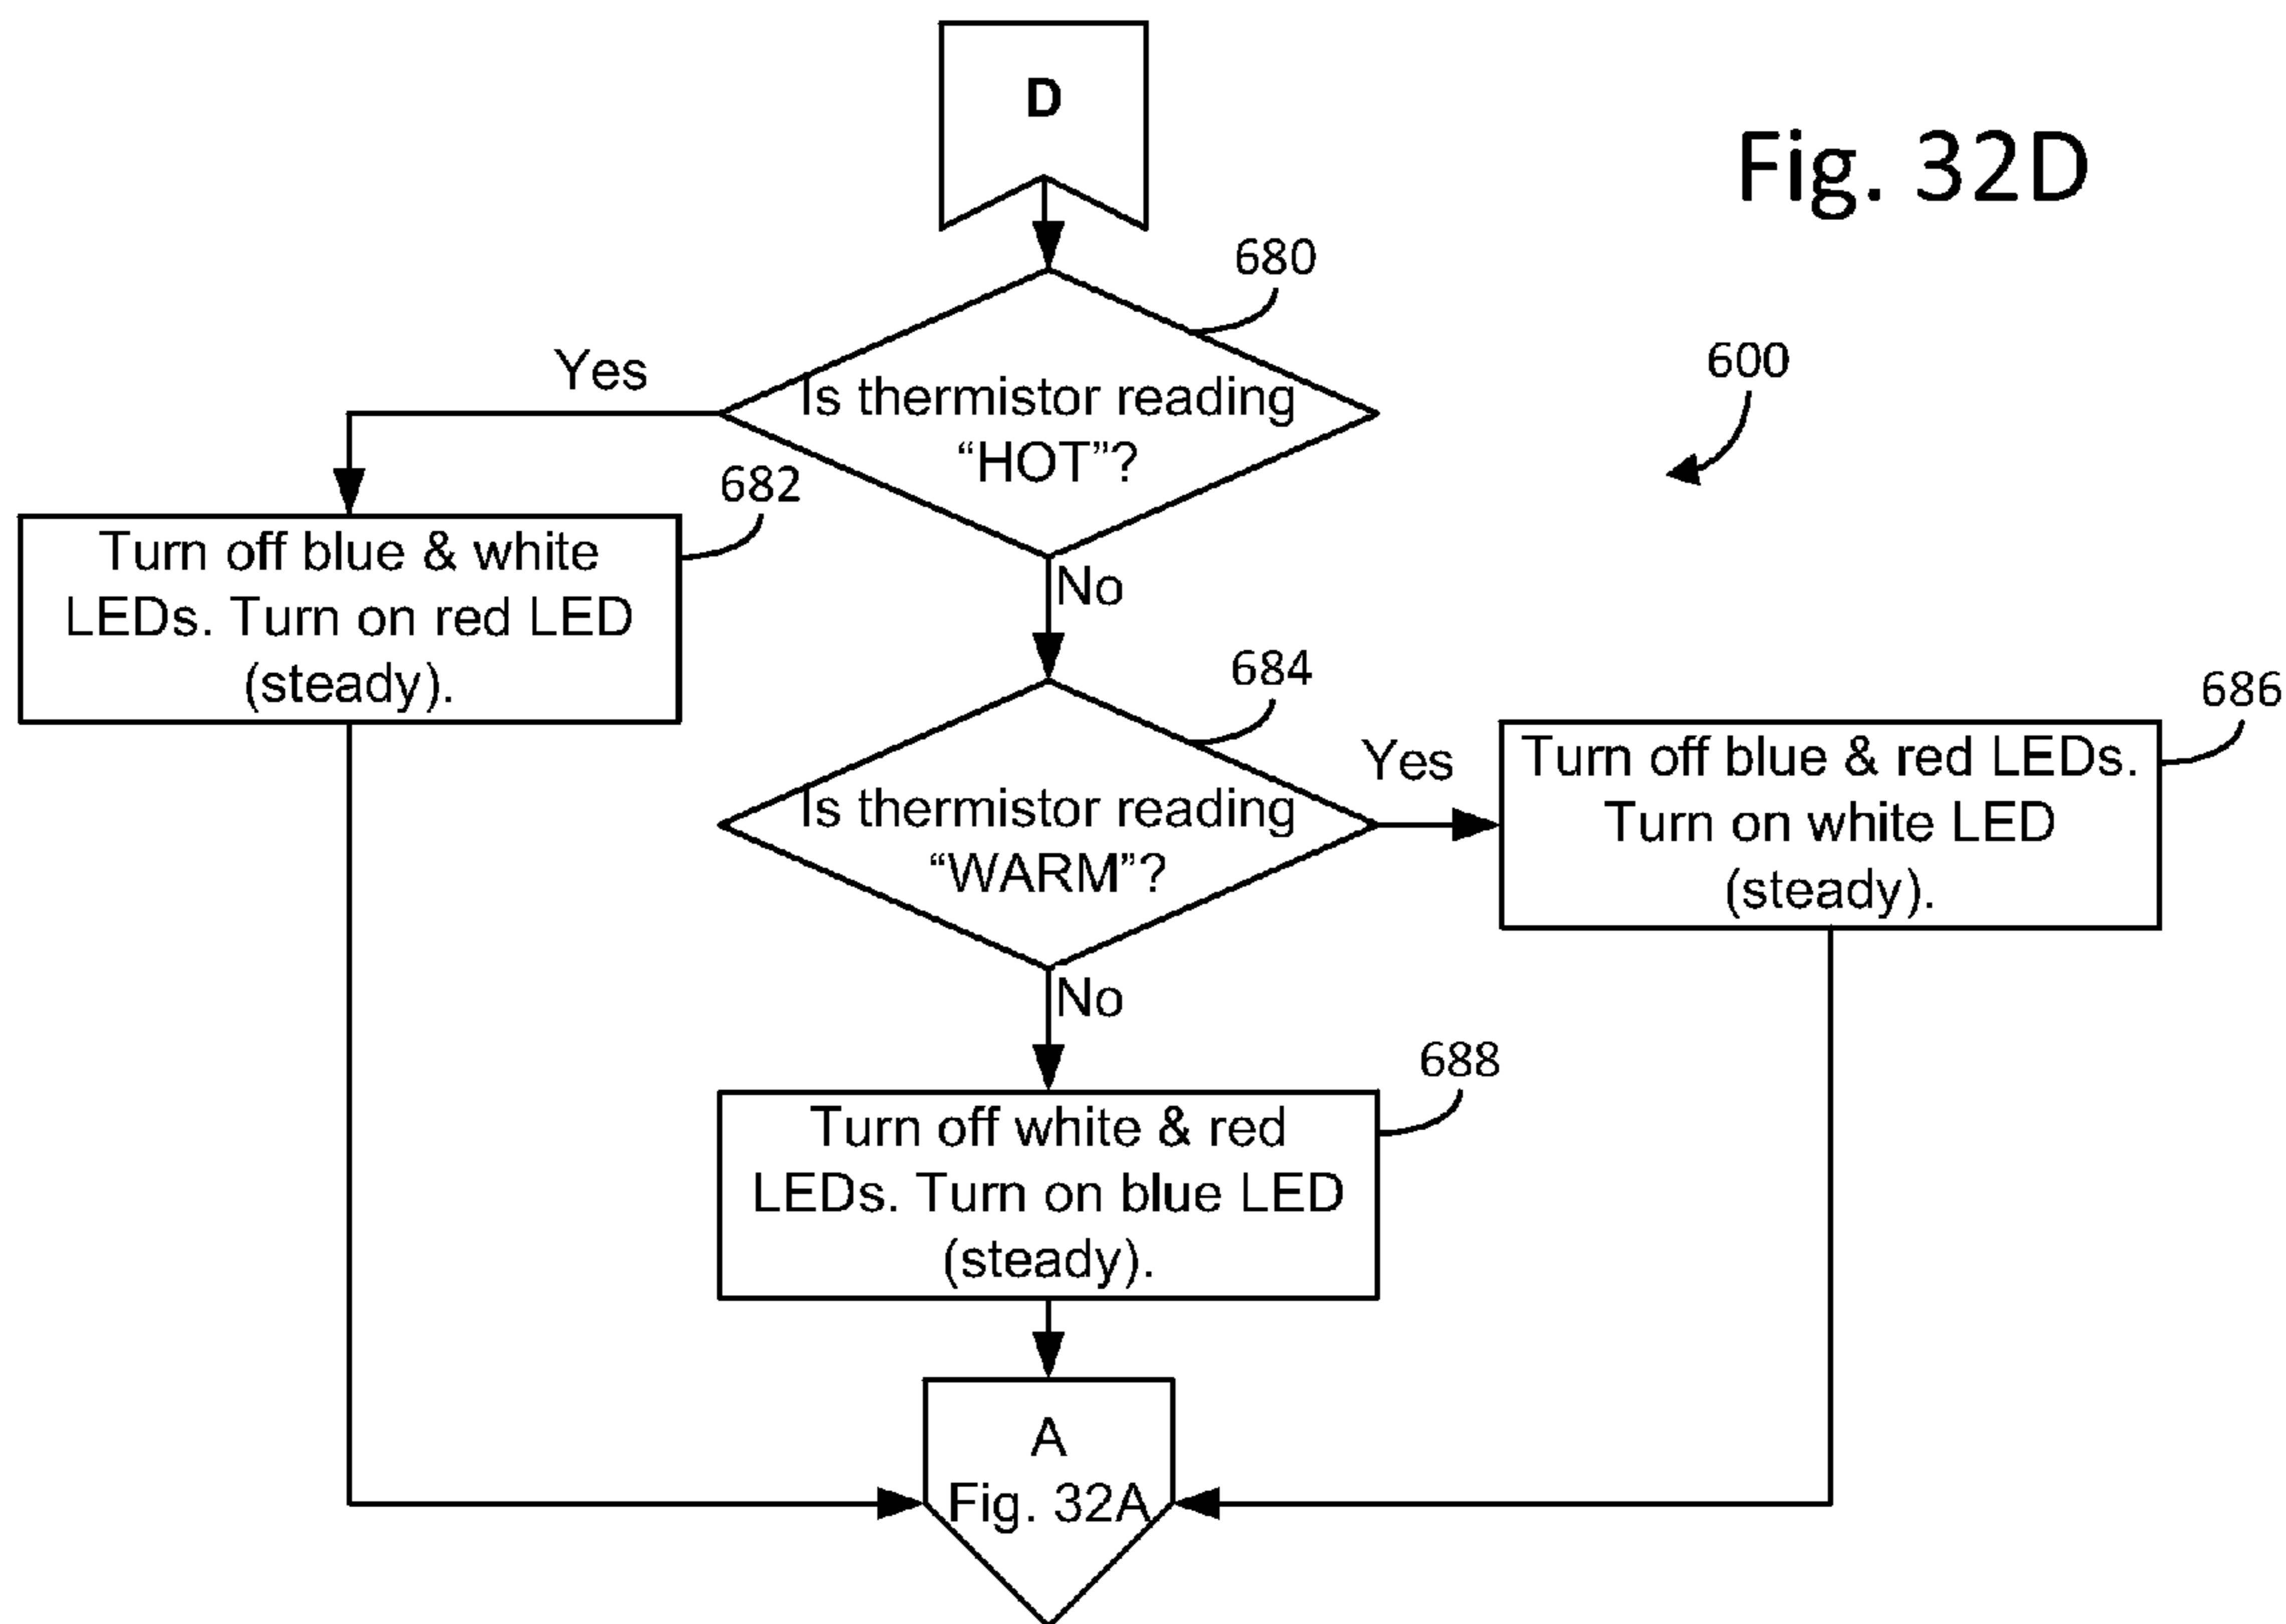 D
Fig. 32D
680
600
Yes
Is thermistor reading
“HOT”?
682
Turn off blue & white
LEDs. Turn on red LED
(steady).
No
684
Is thermistor reading
“WARM”?
Yes
686
Turn off blue & red LEDs.
Turn on white LED
(steady).
No
688
Turn off white & red
LEDs. Turn on blue LED
(steady).
A
Fig. 32A